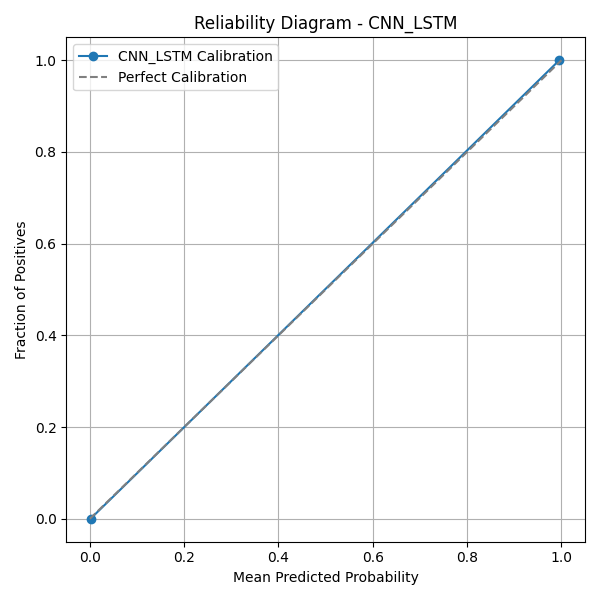 Reliability Diagram - CNN_LSTM
CNN_LSTM Calibration
Perfect Calibration
1.0
0.8
0.6
0.4
0.2
0.0
Fraction of Positives
0.0 0.2 0.4 0.6 0.8 1.0
Mean Predicted Probability